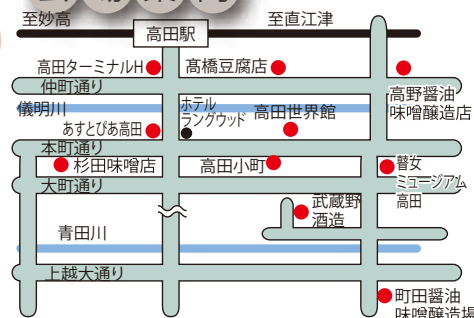 至妙高
高田駅
至直江津
高田ターミナルH
髙橋豆腐店
仲町通り
高野醤油
味噌醸造店
儀明川
ホテル
ラングウッド
高田世界館
あすとぴあ高田
本町通り
杉田味噌店
高田小町
瞽女
ミュージアム
高田
大町通り
武蔵野
酒造
青田川
上越大通り
町田醤油
味噌醸造場